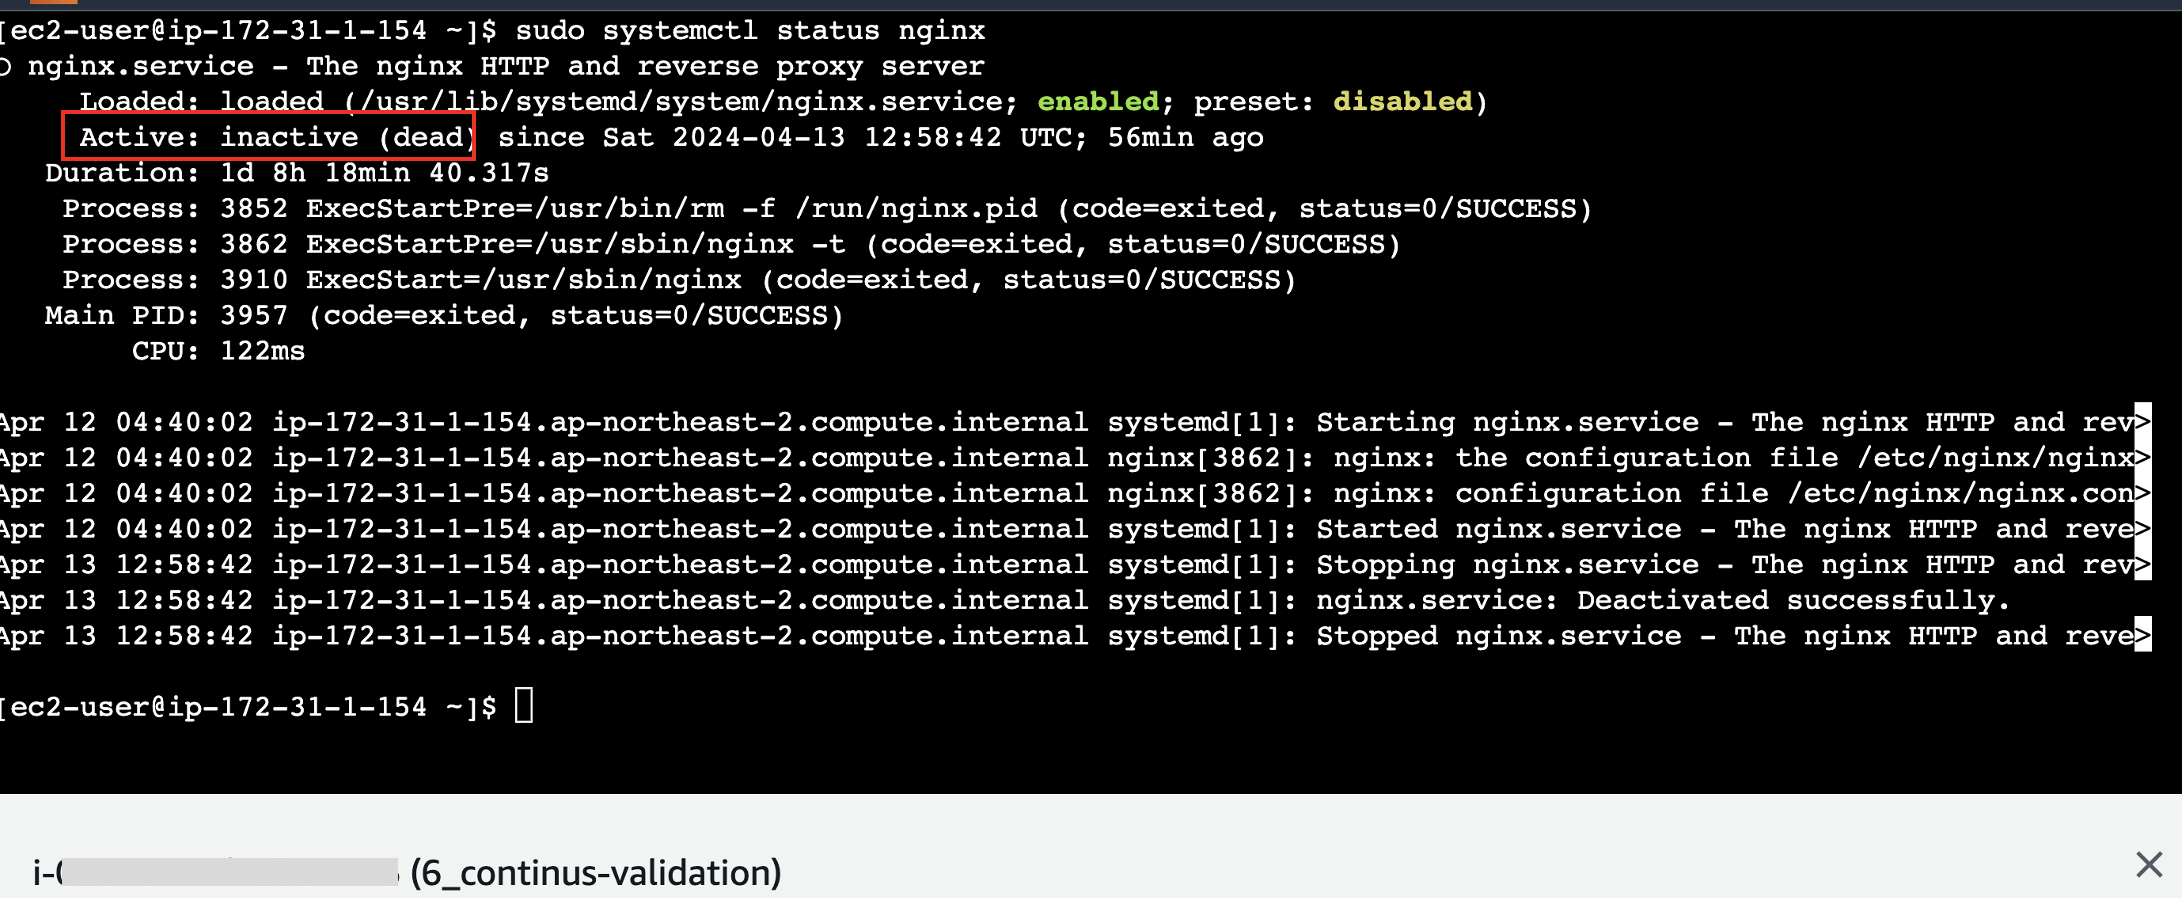 [ec2-user@ip-172-31-1-154 ~]$ sudo systemctl status nginx
○ nginx.service - The nginx HTTP and reverse proxy server
Loaded: loaded (/usr/lib/systemd/system/nginx.service; enabled; preset: disabled)
Active: inactive (dead) since Sat 2024-04-13 12:58:42 UTC; 56min ago
Duration: 1d 8h 18min 40.317s
Process: 3852 ExecStartPre=/usr/bin/rm -f /run/nginx.pid (code=exited, status=0/SUCCESS)
Process: 3862 ExecStartPre=/usr/sbin/nginx -t (code=exited, status=0/SUCCESS)
Process: 3910 ExecStart=/usr/sbin/nginx (code=exited, status=0/SUCCESS)
Main PID: 3957 (code=exited, status=0/SUCCESS)
CPU: 122ms
Apr 12 04:40:02 ip-172-31-1-154.ap-northeast-2.compute.internal systemd[1]: Starting nginx.service - The nginx HTTP and rev>
Apr 12 04:40:02 ip-172-31-1-154.ap-northeast-2.compute.internal nginx[3862]: nginx: the configuration file /etc/nginx/nginx>
Apr 12 04:40:02 ip-172-31-1-154.ap-northeast-2.compute.internal nginx[3862]: nginx: configuration file /etc/nginx/nginx.con>
Apr 12 04:40:02 ip-172-31-1-154.ap-northeast-2.compute.internal systemd[1]: Started nginx.service - The nginx HTTP and reve>
Apr 13 12:58:42 ip-172-31-1-154.ap-northeast-2.compute.internal systemd[1]: Stopping nginx.service - The nginx HTTP and rev>
Apr 13 12:58:42 ip-172-31-1-154.ap-northeast-2.compute.internal systemd[1]: nginx.service: Deactivated successfully.
Apr 13 12:58:42 ip-172-31-1-154.ap-northeast-2.compute.internal systemd[1]: Stopped nginx.service - The nginx HTTP and reve>
[ec2-user@ip-172-31-1-154 ~]$
(6_continus-validation)